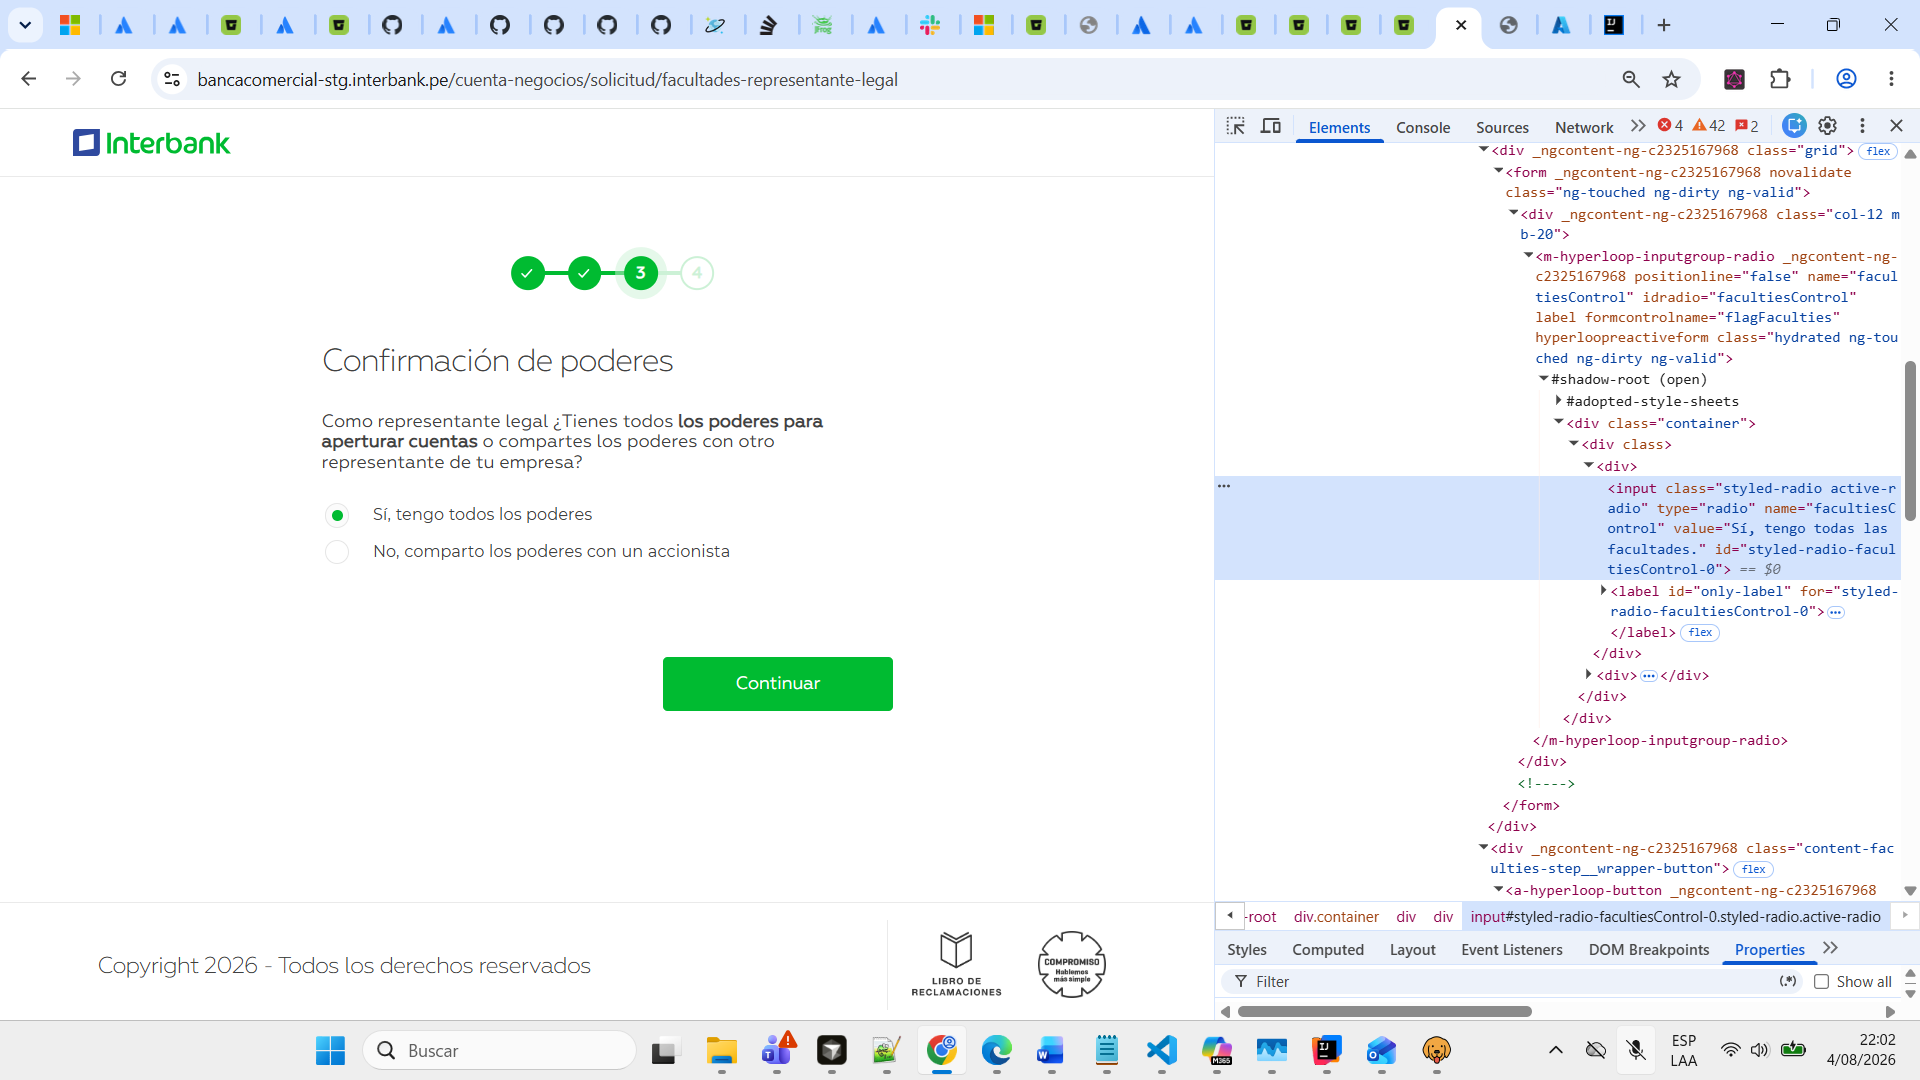 bancacomercial-stg.interbank.pe/cuenta-negocios/solicitud/facultades-representante-legal
Interbank
3
4
Confirmación de poderes
Como representante legal ¿Tienes todos los poderes para
aperturar cuentas o compartes los poderes con otro
representante de tu empresa?
Sí, tengo todos los poderes
No, comparto los poderes con un accionista
Continuar
Copyright 2026 - Todos los derechos reservados
LIBRO DE
RECLAMACIONES
COMPROMISO
Hablemos
más simple
Elements
Console
Sources
Network
4
42
2
<div _ngcontent-ng-c2325167968 class="grid"> flex
<form _ngcontent-ng-c2325167968 novalidate
class="ng-touched ng-dirty ng-valid">
<div _ngcontent-ng-c2325167968 class="col-12 m
b-20">
<m-hyperloop-inputgroup-radio _ngcontent-ng-
c2325167968 positionline="false" name="facul
tiesControl" idradio="facultiesControl"
label formcontrolname="flagFaculties"
hyperloopreactiveform class="hydrated ng-tou
ched ng-dirty ng-valid">
#shadow-root (open)
#adopted-style-sheets
<div class="container">
<div class>
<div>
<input class="styled-radio active-r
adio" type="radio" name="facultiesC
ontrol" value="Sí, tengo todas las
facultades." id="styled-radio-facul
tiesControl-0"> == $0
<label id="only-label" for="styled-
radio-facultiesControl-0">…
</label> flex
</div>
<div>…</div>
</div>
</div>
</m-hyperloop-inputgroup-radio>
</div>
<!---->
</form>
</div>
<div _ngcontent-ng-c2325167968 class="content-fac
ulties-step__wrapper-button"> flex
<a-hyperloop-button _ngcontent-ng-c2325167968
-root div.container div div input#styled-radio-facultiesControl-0.styled-radio.active-radio
Styles
Computed
Layout
Event Listeners
DOM Breakpoints
Properties
Filter
(.*)
Show all
Buscar
M365
ESP
LAA
22:02
4/08/2026